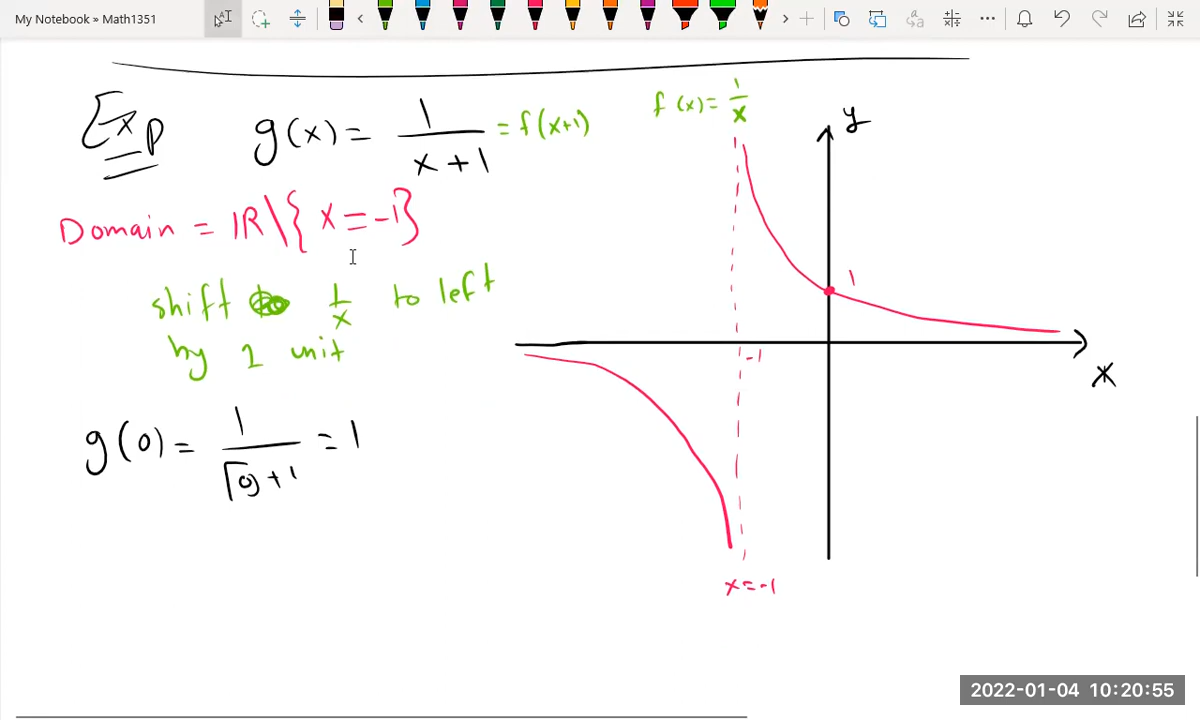 My Notebook » Math1351
Exp g(x) = 1/(x+1) = f(x+1)
f(x) = 1/x
Domain = IR\{x=-1}
shift 1/x to left
by 1 unit
g(0) = 1/(0+1) = 1
y
1
-1
x
x=-1
2022-01-04 10:20:55